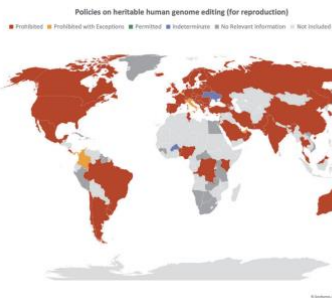 Policies on heritable human genome editing (for reproduction)
Prohibited Prohibited with Exceptions Permitted Indeterminate No Relevant Information Not Included